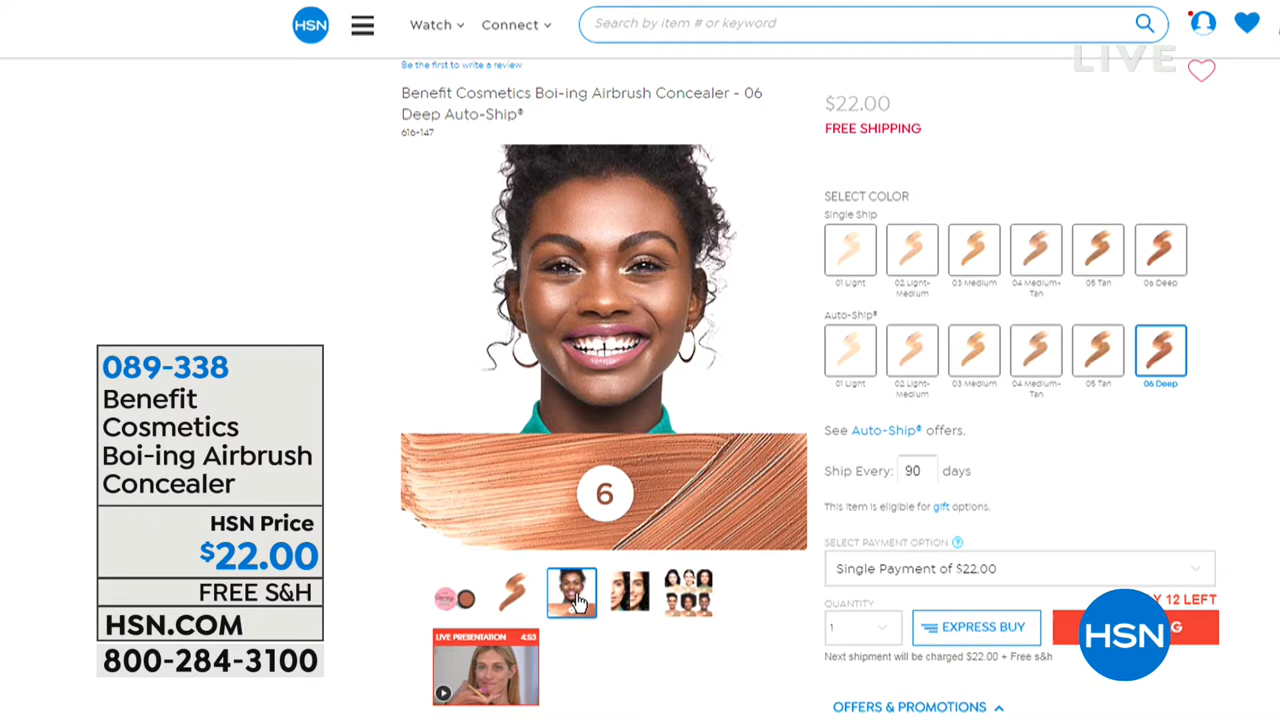 HSN
Watch
Connect
Search by item # or keyword
LIVE
Be the first to write a review
Benefit Cosmetics Boi-ing Airbrush Concealer - 06
Deep Auto-Ship®
616-147
$22.00
FREE SHIPPING
SELECT COLOR
Single Ship
01 Light
02 Light-
Medium
03 Medium
04 Medium-
Tan
05 Tan
06 Deep
Auto-Ship®
01 Light
02 Light-
Medium
03 Medium
04 Medium-
Tan
05 Tan
06 Deep
See Auto-Ship® offers.
Ship Every: 90 days
This item is eligible for gift options.
SELECT PAYMENT OPTION ?
Single Payment of $22.00
QUANTITY
1
EXPRESS BUY
Y 12 LEFT
G
HSN
Next shipment will be charged $22.00 + Free s&h
OFFERS & PROMOTIONS
6
LIVE PRESENTATION 4:53
089-338
Benefit
Cosmetics
Boi-ing Airbrush
Concealer
HSN Price
$22.00
FREE S&H
HSN.COM
800-284-3100